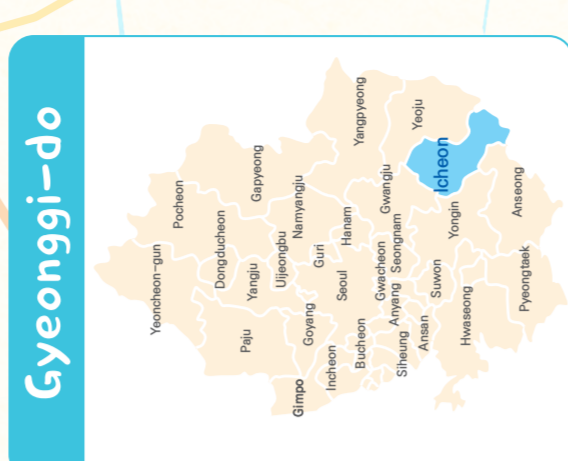 Gyeonggi-do
Yeoncheon-gun
Pocheon
Dongducheon
Gapyeong
Paju
Yangju
Uijeongbu
Namyangju
Yangpyeong
Gimpo
Goyang
Guri
Incheon
Seoul
Hanam
Bucheon
Gwacheon
Gwangju
Yeoju
Siheung
Anyang
Seongnam
Ansan
Suwon
Yongin
Icheon
Hwaseong
Pyeongtaek
Anseong